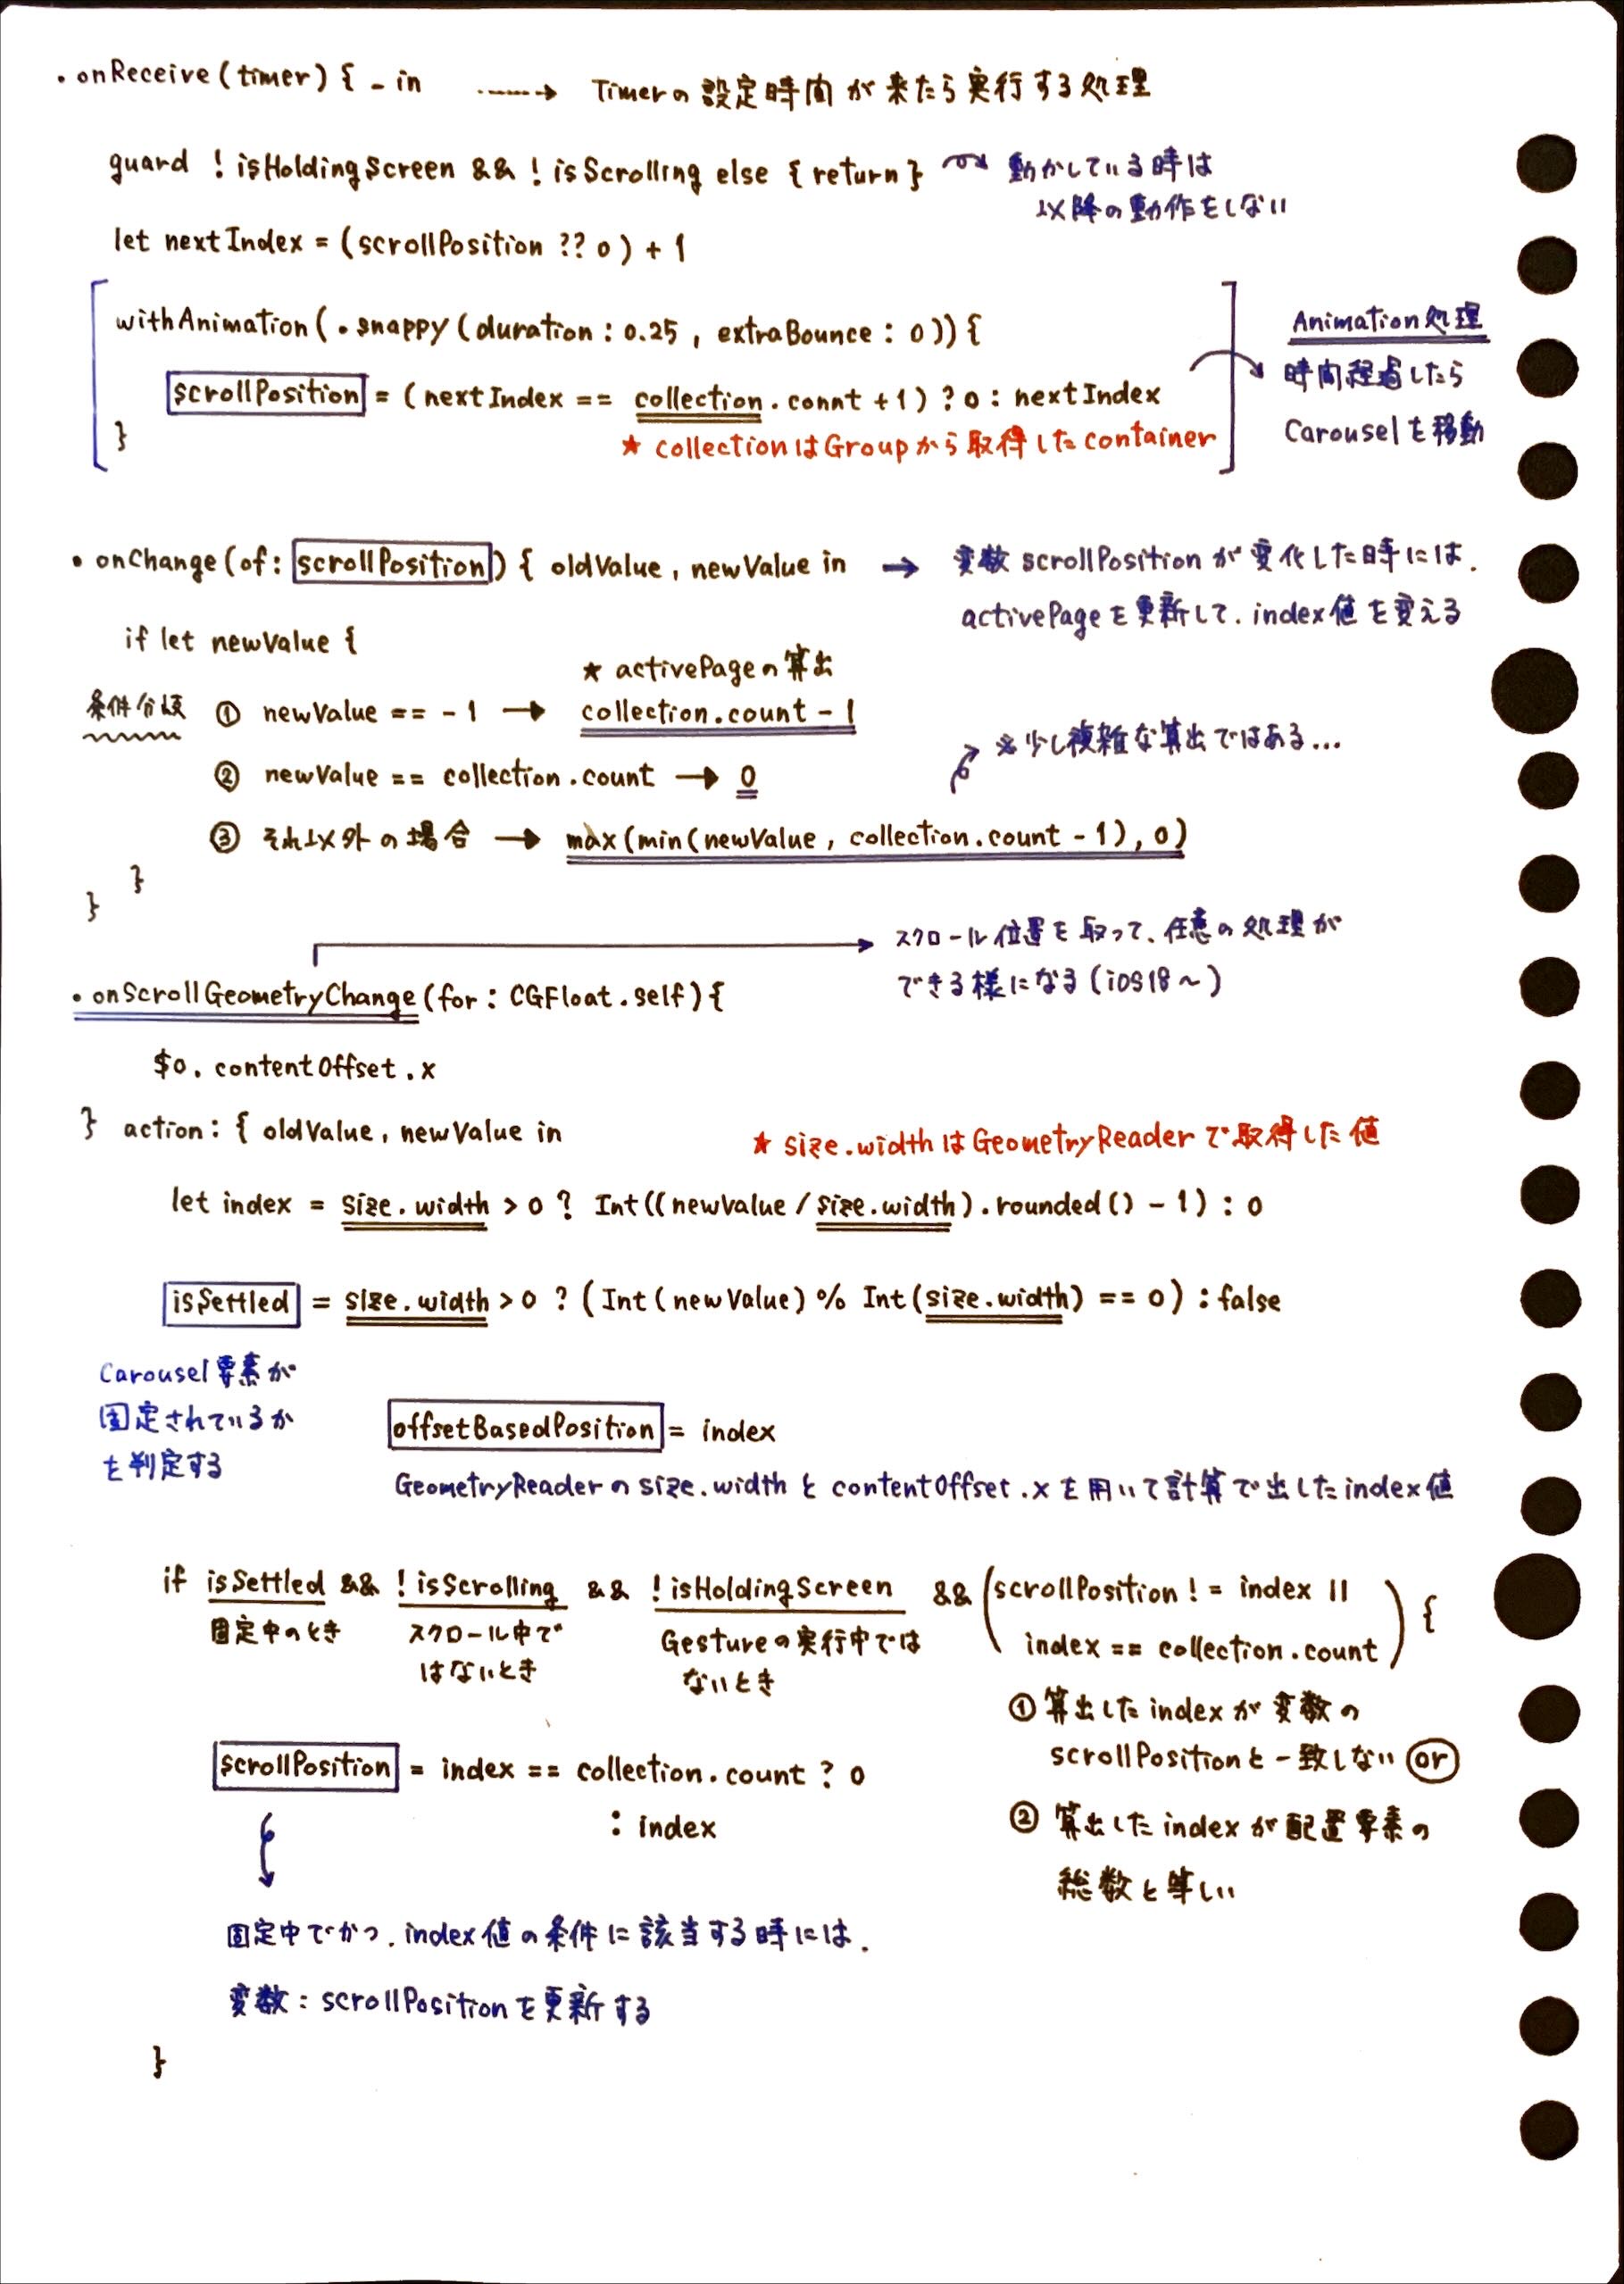 .onReceive(timer) { _ in ┈┈→ Timerの設定時間が来たら実行する処理
guard !isHoldingScreen && !isScrolling else {return} 動かしている時は
以降の動作をしない
let nextIndex = (scrollPosition ?? 0) + 1
withAnimation(.snappy(duration: 0.25, extraBounce: 0)) {
Animation処理
scrollPosition = (nextIndex == collection.connt + 1) ? 0 : nextIndex
時間経過したら
}
★ collectionはGroupから取得したcontainer
Carouselを移動
• onChange(of: scrollPosition) { oldValue, newValue in → 変数scrollPositionが変化した時には、
activePageを更新して、index値を変える
if let newValue {
★ activePageの算出
条件分岐 ① newValue == -1 → collection.count - 1
※少し複雑な算出ではある...
② newValue == collection.count → 0
③ それ以外の場合 → max(min(newValue, collection.count - 1), 0)
}
}
スクロール位置を取って、任意の処理が
できる様になる (iOS18〜)
.onScrollGeometryChange(for: CGFloat.self) {
$0.contentOffset.x
} action: { oldValue, newValue in
★ size.widthはGeometryReaderで取得した値
let index = size.width > 0 ? Int((newValue / size.width).rounded() - 1) : 0
isSettled = size.width > 0 ? (Int(newValue) % Int(size.width) == 0) : false
Carousel要素が
固定されているか
を判定する
offsetBasedPosition = index
GeometryReaderのsize.widthとcontentOffset.xを用いて計算で出したindex値
if isSettled && !isScrolling && !isHoldingScreen && (scrollPosition != index ||
index == collection.count) {
固定中のとき
スクロール中で
はないとき
Gestureの実行中では
ないとき
① 算出したindexが変数の
scrollPositionと一致しない or
② 算出したindexが配置要素の
総数と等しい
scrollPosition = index == collection.count ? 0
: index
固定中でかつ、index値の条件に該当する時には、
変数：scrollPositionを更新する
}